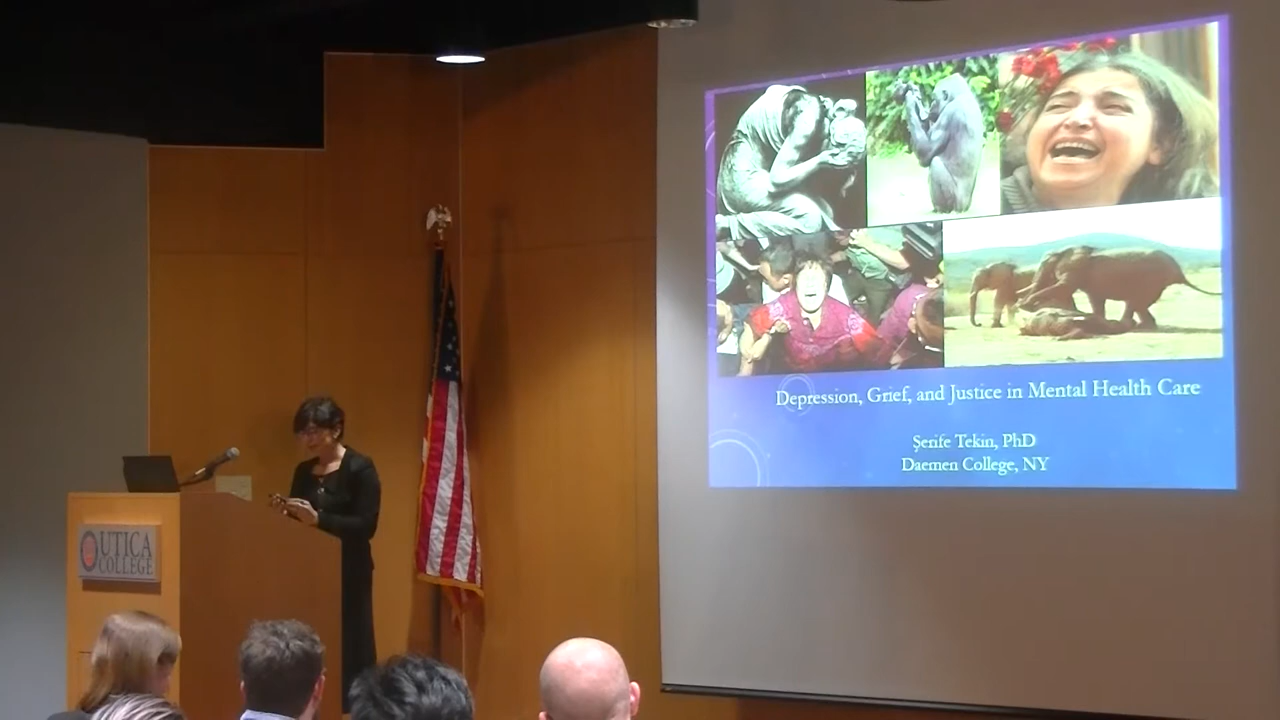 UTICA
COLLEGE
Depression, Grief, and Justice in Mental Health Care
Şerife Tekin, PhD
Daemen College, NY